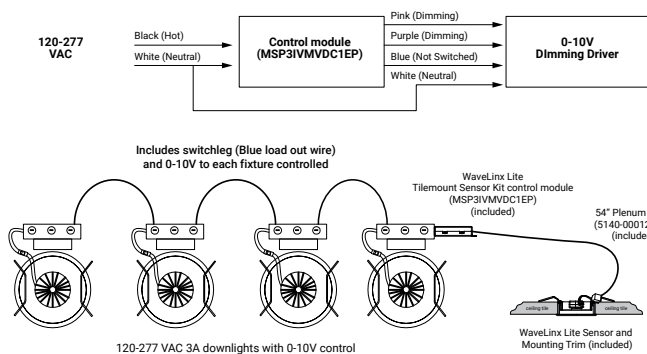 120-277
VAC
Black (Hot)
White (Neutral)
Control module
(MSP3IVMVDC1EP)
Pink (Dimming)
Purple (Dimming)
Blue (Not Switched)
White (Neutral)
0-10V
DImming Driver
Includes switchleg (Blue load out wire)
and 0-10V to each fixture controlled
WaveLinx Lite
Tilemount Sensor Kit control module
(MSP3IVMVDC1EP)
(included)
54" Plenum
(5140-00012
(include
ceiling tile
ceiling tile
WaveLinx Lite Sensor and
Mounting Trim (included)
120-277 VAC 3A downlights with 0-10V control